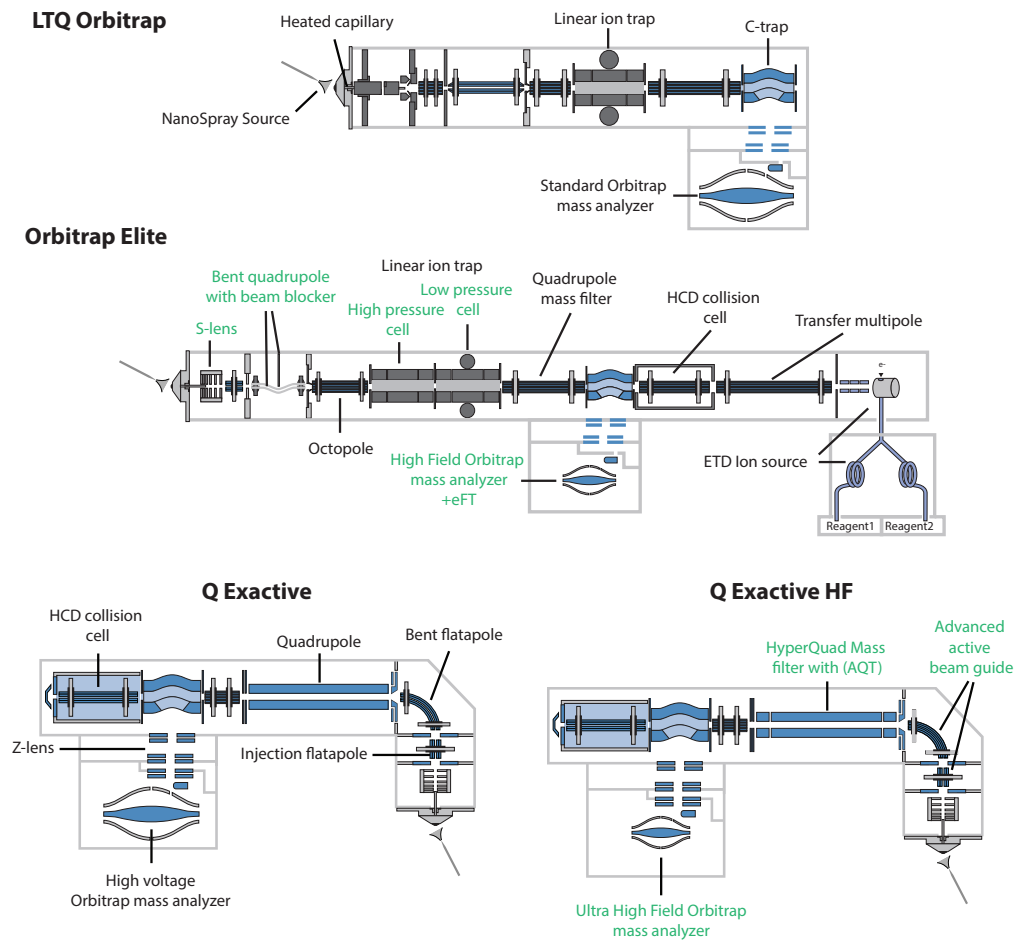 LTQ Orbitrap
Heated capillary
Linear ion trap
C-trap
NanoSpray Source
Standard Orbitrap
mass analyzer
Orbitrap Elite
Bent quadrupole
with beam blocker
Linear ion trap
Low pressure
cell
High pressure
cell
Quadrupole
mass filter
HCD collision
cell
Transfer multipole
S-lens
Octopole
High Field Orbitrap
mass analyzer
+eFT
ETD Ion source
Reagent1
Reagent2
Q Exactive
HCD collision
cell
Quadrupole
Bent flatapole
Z-lens
Injection flatapole
High voltage
Orbitrap mass analyzer
Q Exactive HF
HyperQuad Mass
filter with (AQT)
Advanced
active
beam guide
Ultra High Field Orbitrap
mass analyzer